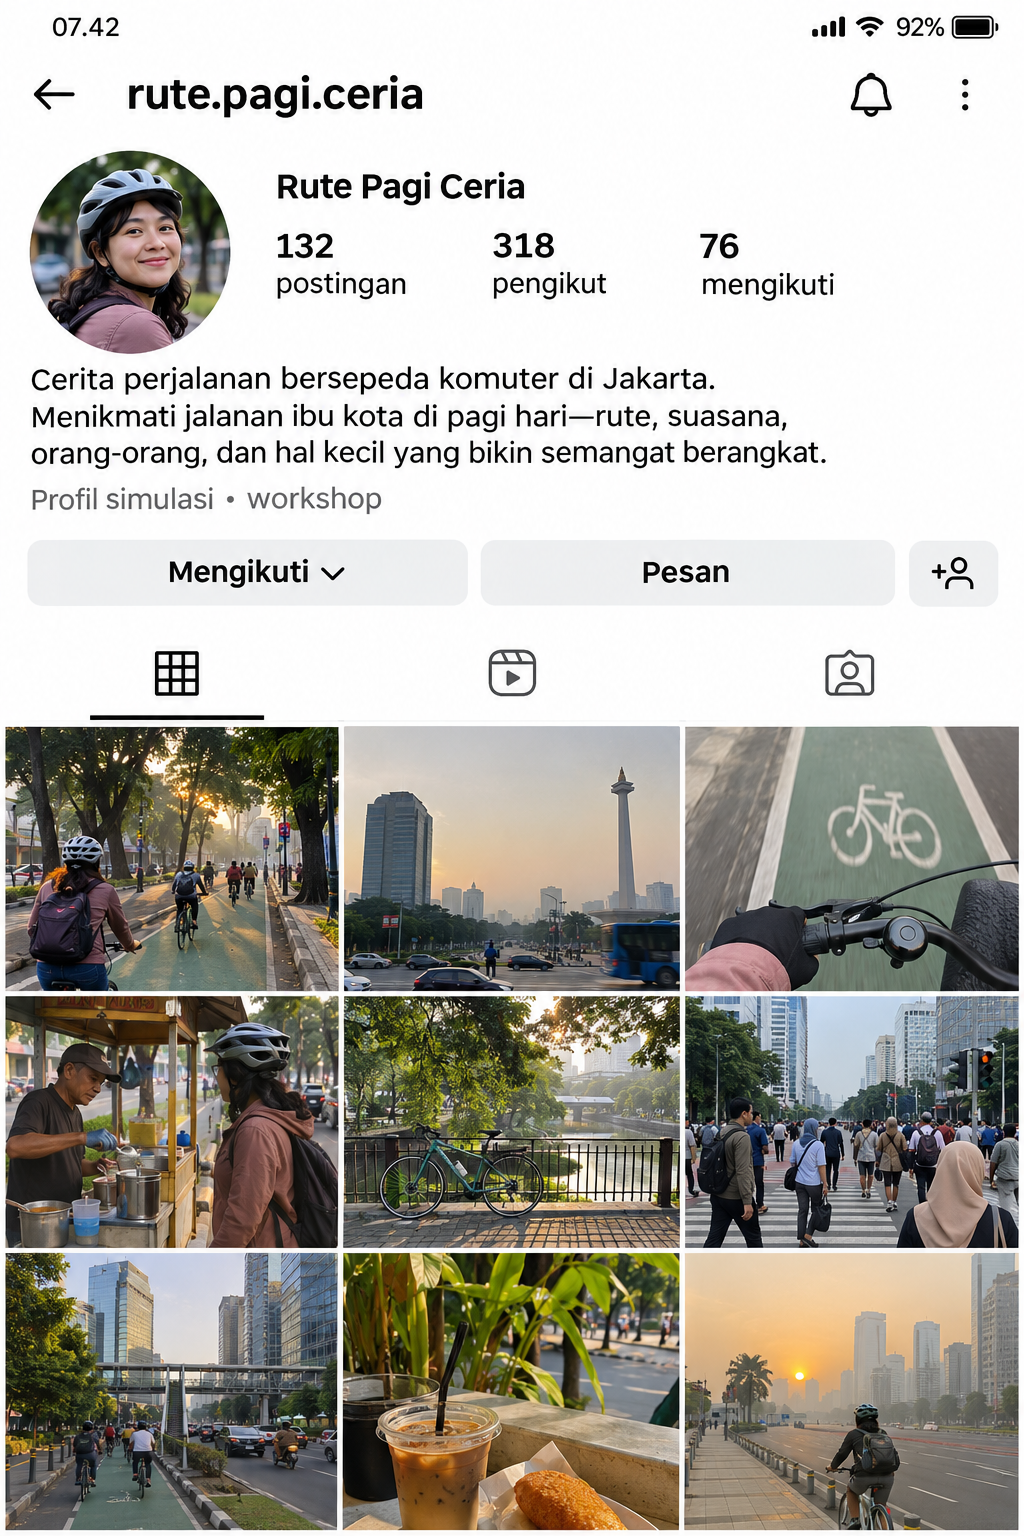 07.42
92%
rute.pagi.ceria
Rute Pagi Ceria
132
318
76
postingan
pengikut
mengikuti
Cerita perjalanan bersepeda komuter di Jakarta.
Menikmati jalanan ibu kota di pagi hari—rute, suasana,
orang-orang, dan hal kecil yang bikin semangat berangkat.
Profil simulasi • workshop
Mengikuti
Pesan